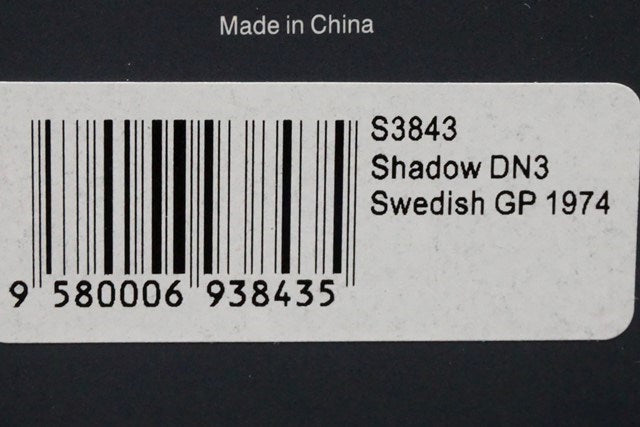 Made in China
S3843
Shadow DN3
Swedish GP 1974
9 580006 938435